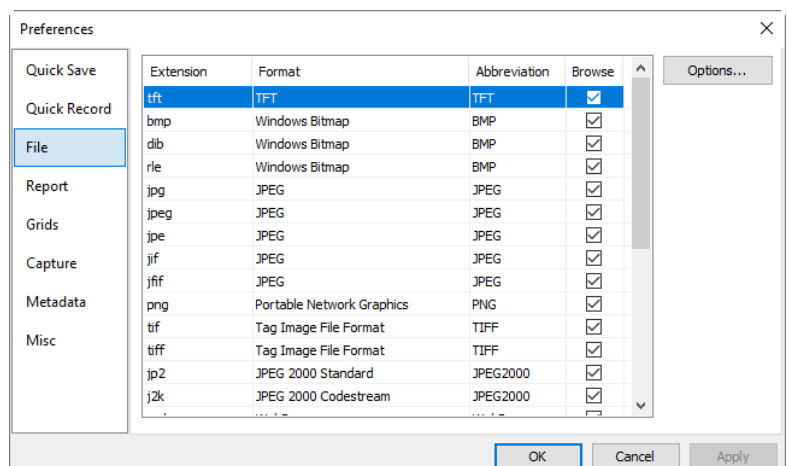 Preferences
Quick Save
Quick Record
File
Report
Grids
Capture
Metadata
Misc
Extension Format Abbreviation Browse
tft TFT TFT
bmp Windows Bitmap BMP
dib Windows Bitmap BMP
rle Windows Bitmap BMP
jpg JPEG JPEG
jpeg JPEG JPEG
jpe JPEG JPEG
jif JPEG JPEG
jfif JPEG JPEG
png Portable Network Graphics PNG
tif Tag Image File Format TIFF
tiff Tag Image File Format TIFF
jp2 JPEG 2000 Standard JPEG2000
j2k JPEG 2000 Codestream JPEG2000
Options...
OK Cancel Apply